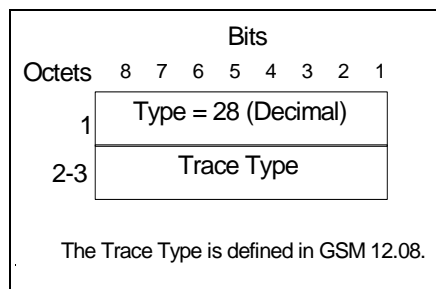 Bits
Octets 8 7 6 5 4 3 2 1
1 Type = 28 (Decimal)
2-3 Trace Type
The Trace Type is defined in GSM 12.08.
.